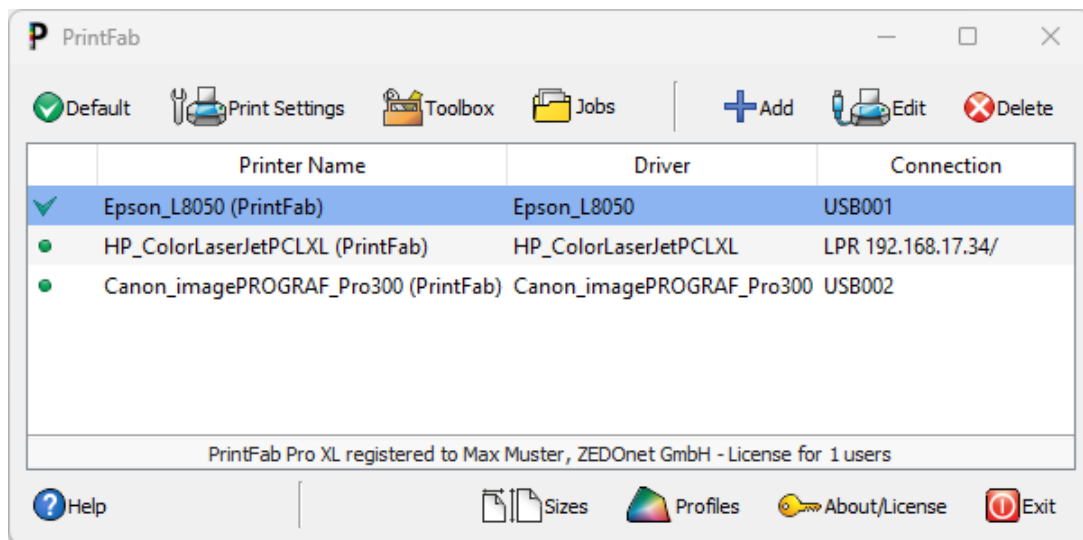 P PrintFab
Default Print Settings Toolbox Jobs Add Edit Delete
Printer Name Driver Connection
Epson_L8050 (PrintFab) Epson_L8050 USB001
HP_ColorLaserJetPCLXL (PrintFab) HP_ColorLaserJetPCLXL LPR 192.168.17.34/
Canon_imagePROGRAF_Pro300 (PrintFab) Canon_imagePROGRAF_Pro300 USB002
PrintFab Pro XL registered to Max Muster, ZEDOnet GmbH - License for 1 users
Help Sizes Profiles About/License Exit